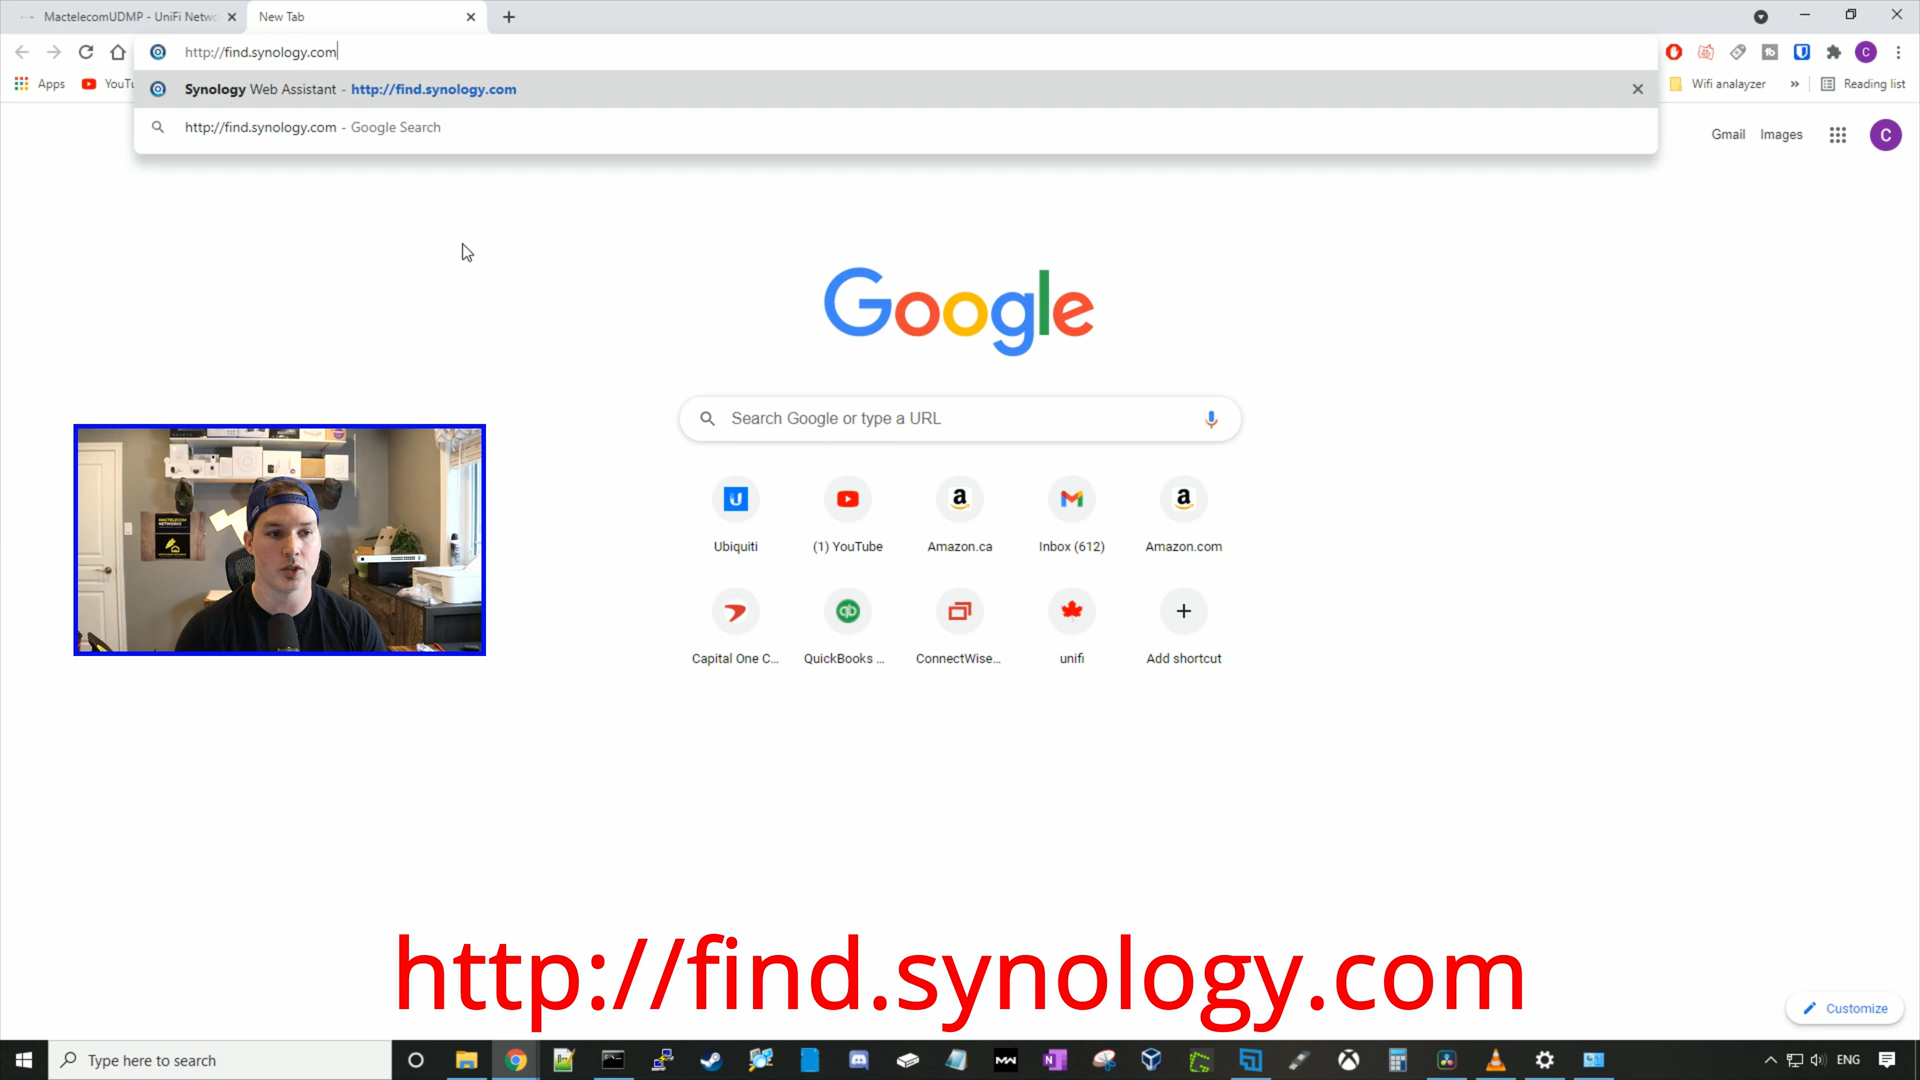 MactelecomUDMP - UniFi Netwo
New Tab
http://find.synology.com
Apps
YouTu
Synology Web Assistant - http://find.synology.com
http://find.synology.com - Google Search
Wifi analayzer
»
Reading list
Gmail
Images
C
Google
Search Google or type a URL
Ubiquiti
(1) YouTube
Amazon.ca
Inbox (612)
Amazon.com
Capital One C...
QuickBooks ...
ConnectWise...
unifi
Add shortcut
MACTELECOM
NETWORKS
http://find.synology.com
Customize
Type here to search
ENG